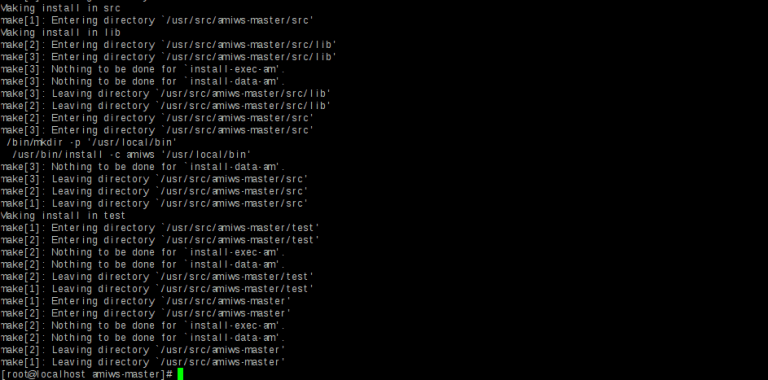 Making install in src
make[1]: Entering directory `/usr/src/amiws-master/src'
Making install in lib
make[2]: Entering directory `/usr/src/amiws-master/src/lib'
make[3]: Entering directory `/usr/src/amiws-master/src/lib'
make[3]: Nothing to be done for `install-exec-am'.
make[3]: Nothing to be done for `install-data-am'.
make[3]: Leaving directory `/usr/src/amiws-master/src/lib'
make[2]: Leaving directory `/usr/src/amiws-master/src/lib'
make[2]: Entering directory `/usr/src/amiws-master/src'
make[3]: Entering directory `/usr/src/amiws-master/src'
/bin/mkdir -p '/usr/local/bin'
/usr/bin/install -c amiws '/usr/local/bin'
make[3]: Nothing to be done for `install-data-am'.
make[3]: Leaving directory `/usr/src/amiws-master/src'
make[2]: Leaving directory `/usr/src/amiws-master/src'
make[1]: Leaving directory `/usr/src/amiws-master/src'
Making install in test
make[1]: Entering directory `/usr/src/amiws-master/test'
make[2]: Entering directory `/usr/src/amiws-master/test'
make[2]: Nothing to be done for `install-exec-am'.
make[2]: Nothing to be done for `install-data-am'.
make[2]: Leaving directory `/usr/src/amiws-master/test'
make[1]: Leaving directory `/usr/src/amiws-master/test'
make[1]: Entering directory `/usr/src/amiws-master'
make[2]: Entering directory `/usr/src/amiws-master'
make[2]: Nothing to be done for `install-exec-am'.
make[2]: Nothing to be done for `install-data-am'.
make[2]: Leaving directory `/usr/src/amiws-master'
make[1]: Leaving directory `/usr/src/amiws-master'
[root@localhost amiws-master]#